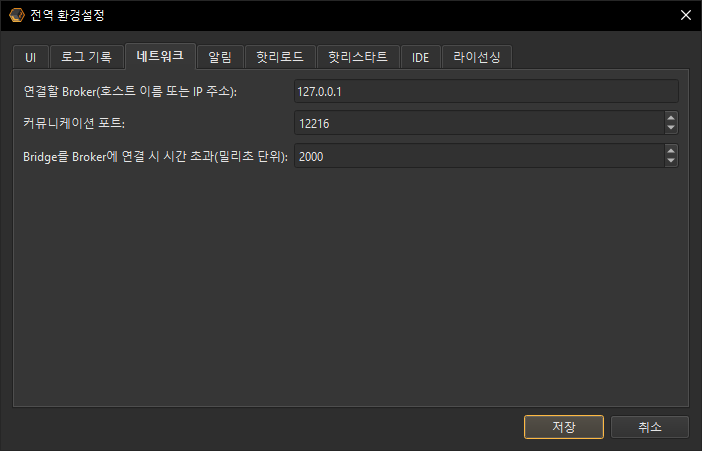 전역 환경설정
UI 로그 기록 네트워크 알림 핫리로드 핫리스타트 IDE 라이선싱
연결할 Broker(호스트 이름 또는 IP 주소): 127.0.0.1
커뮤니케이션 포트: 12216
Bridge를 Broker에 연결 시 시간 초과(밀리초 단위): 2000
저장 취소